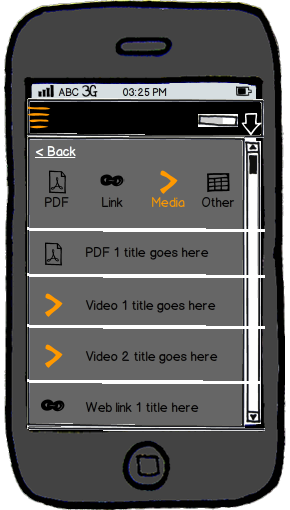 ABC 3G 03:25 PM
< Back
PDF Link Media Other
PDF 1 title goes here
Video 1 title goes here
Video 2 title goes here
Web link 1 title here